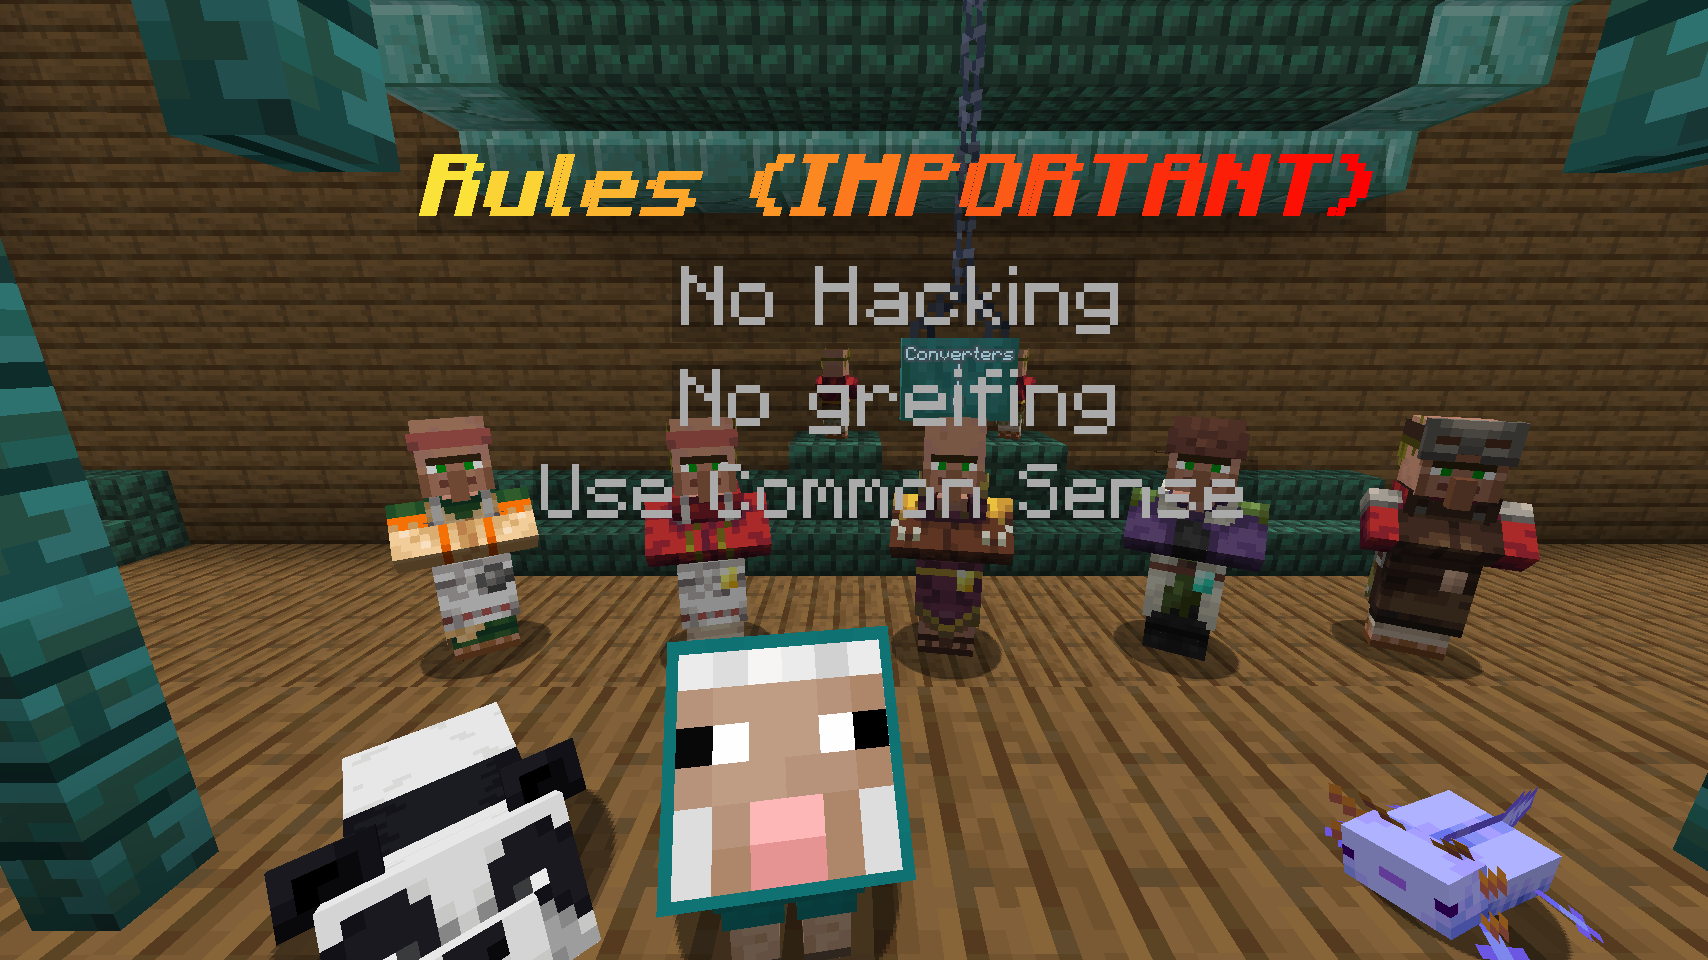 Rules (IMPORTANT)
No Hacking
Converters
No greifing
Use Common Sense